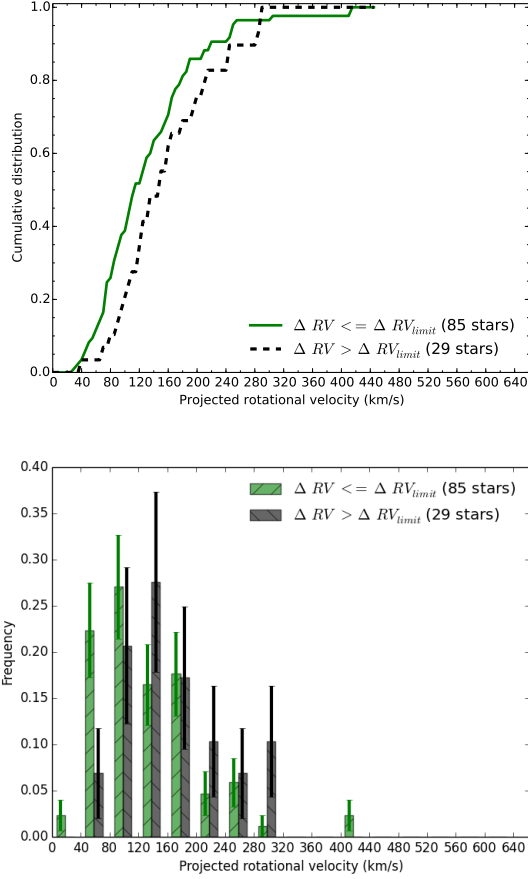 1.0
0.8
0.6
0.4
0.2
0.0
Cumulative distribution
Δ RV <= Δ RV_limit (85 stars)
Δ RV > Δ RV_limit (29 stars)
0 40 80 120 160 200 240 280 320 360 400 440 480 520 560 600 640
Projected rotational velocity (km/s)
0.40
0.35
0.30
0.25
0.20
0.15
0.10
0.05
0.00
Frequency
Δ RV <= Δ RV_limit (85 stars)
Δ RV > Δ RV_limit (29 stars)
0 40 80 120 160 200 240 280 320 360 400 440 480 520 560 600 640
Projected rotational velocity (km/s)